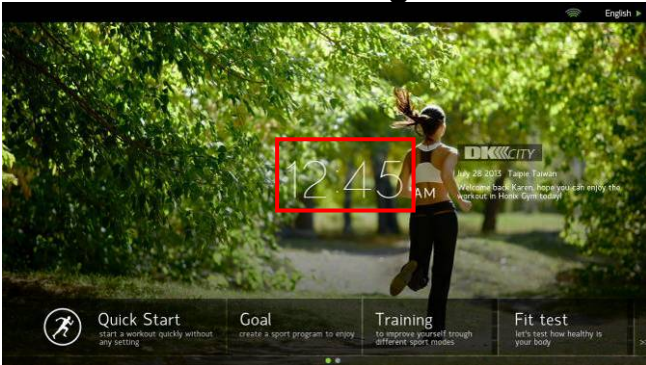 English
12 45 AM
DK CITY
July 28 2013 Taipie Taiwan
Welcome back Karen, hope you can enjoy the
workout in Honix Gym today!
Quick Start
start a workout quickly without
any setting
Goal
create a sport program to enjoy
Training
to improve yourself trough
different sport modes
Fit test
let's test how healthy is
your body
>>